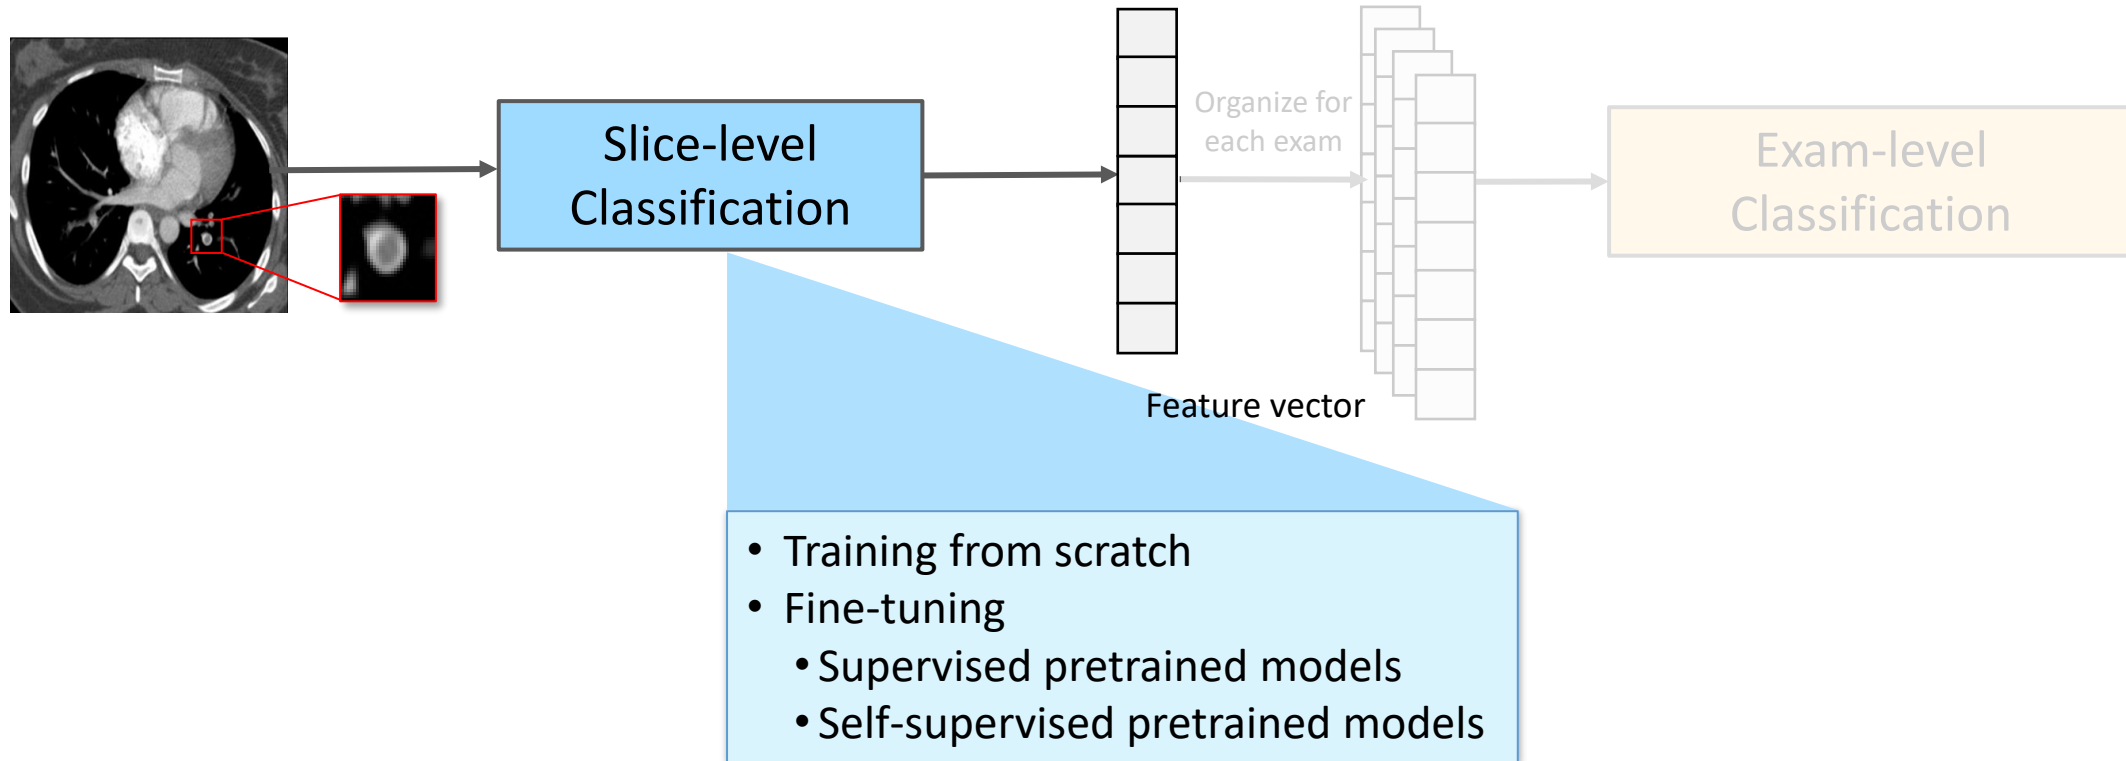 Slice-level
Classification
Organize for
each exam
Exam-level
Classification
Feature vector
• Training from scratch
• Fine-tuning
• Supervised pretrained models
• Self-supervised pretrained models